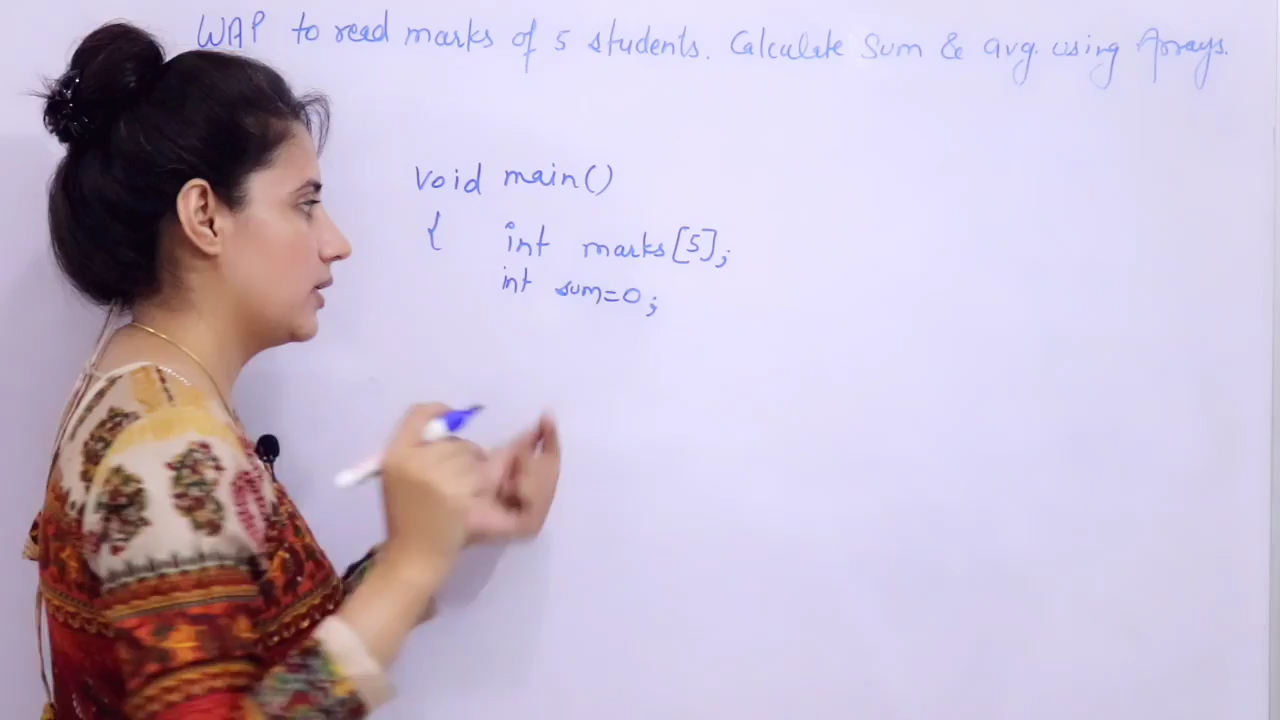 WAP to read marks of 5 students. Calculate Sum & avg. using Arrays.
void main()
{ int marks[5];
int sum=0;